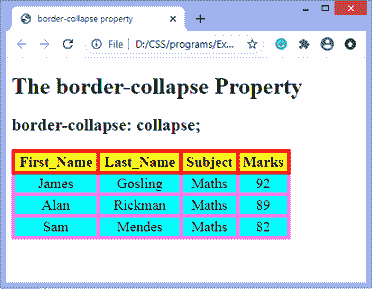 border-collapse property
File
D:/CSS/programs/Ex...
The border-collapse Property
border-collapse: collapse;
First_Name Last_Name Subject Marks
James Gosling Maths 92
Alan Rickman Maths 89
Sam Mendes Maths 82